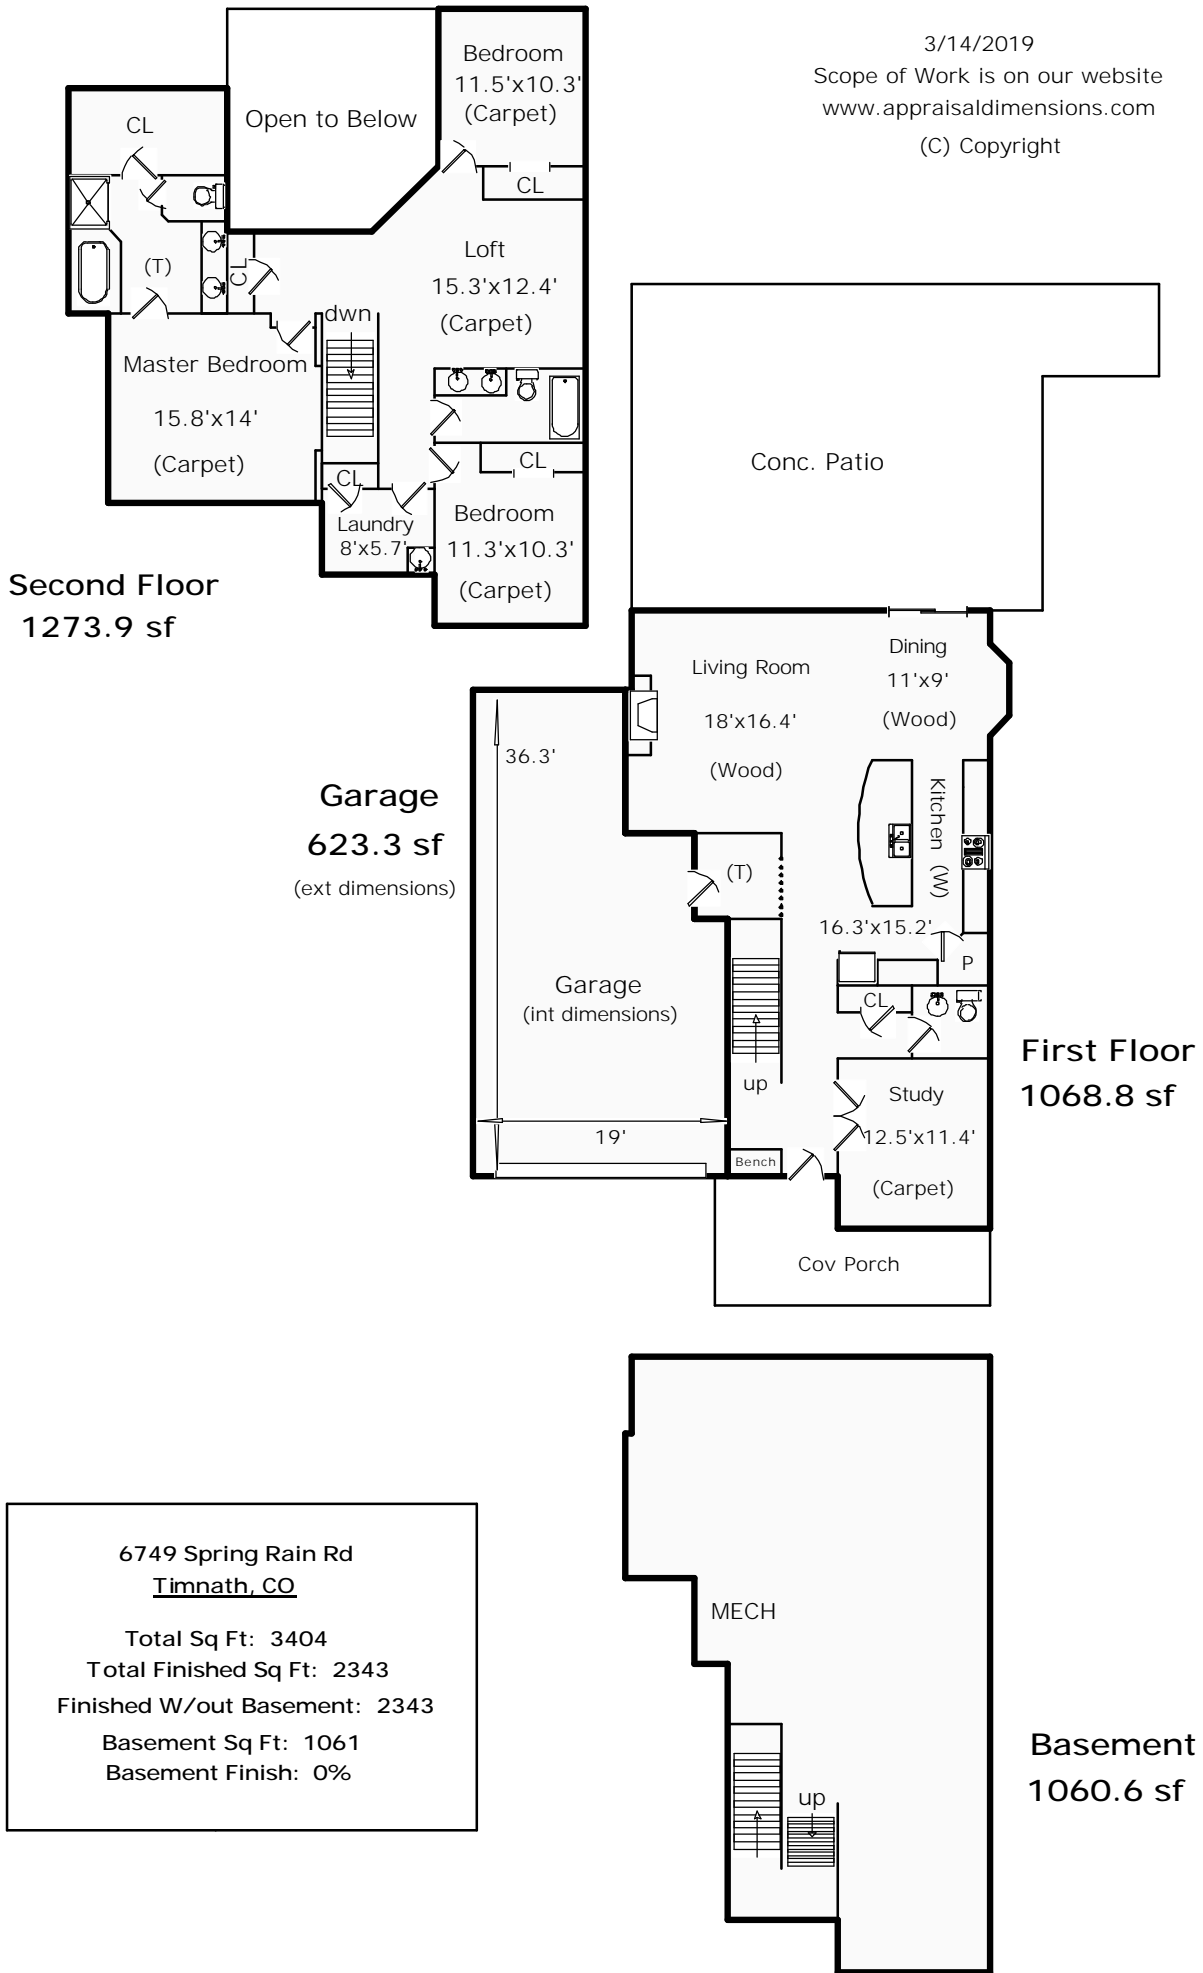 3/14/2019
Scope of Work is on our website
www.appraisaldimensions.com
(C) Copyright
Bedroom
11.5'x10.3'
(Carpet)
Open to Below
CL
CL
Loft
15.3'x12.4'
(Carpet)
(T)
CL
dwn
Master Bedroom
15.8'x14'
(Carpet)
CL
CL
Laundry
8'x5.7'
Bedroom
11.3'x10.3'
(Carpet)
Second Floor
1273.9 sf
Conc. Patio
Living Room
18'x16.4'
(Wood)
Dining
11'x9'
(Wood)
36.3'
Garage
623.3 sf
(ext dimensions)
Kitchen (W)
(T)
16.3'x15.2'
P
Garage
(int dimensions)
CL
up
First Floor
1068.8 sf
Study
12.5'x11.4'
(Carpet)
19'
Bench
Cov Porch
MECH
up
Basement
1060.6 sf
6749 Spring Rain Rd
Timnath, CO
Total Sq Ft: 3404
Total Finished Sq Ft: 2343
Finished W/out Basement: 2343
Basement Sq Ft: 1061
Basement Finish: 0%